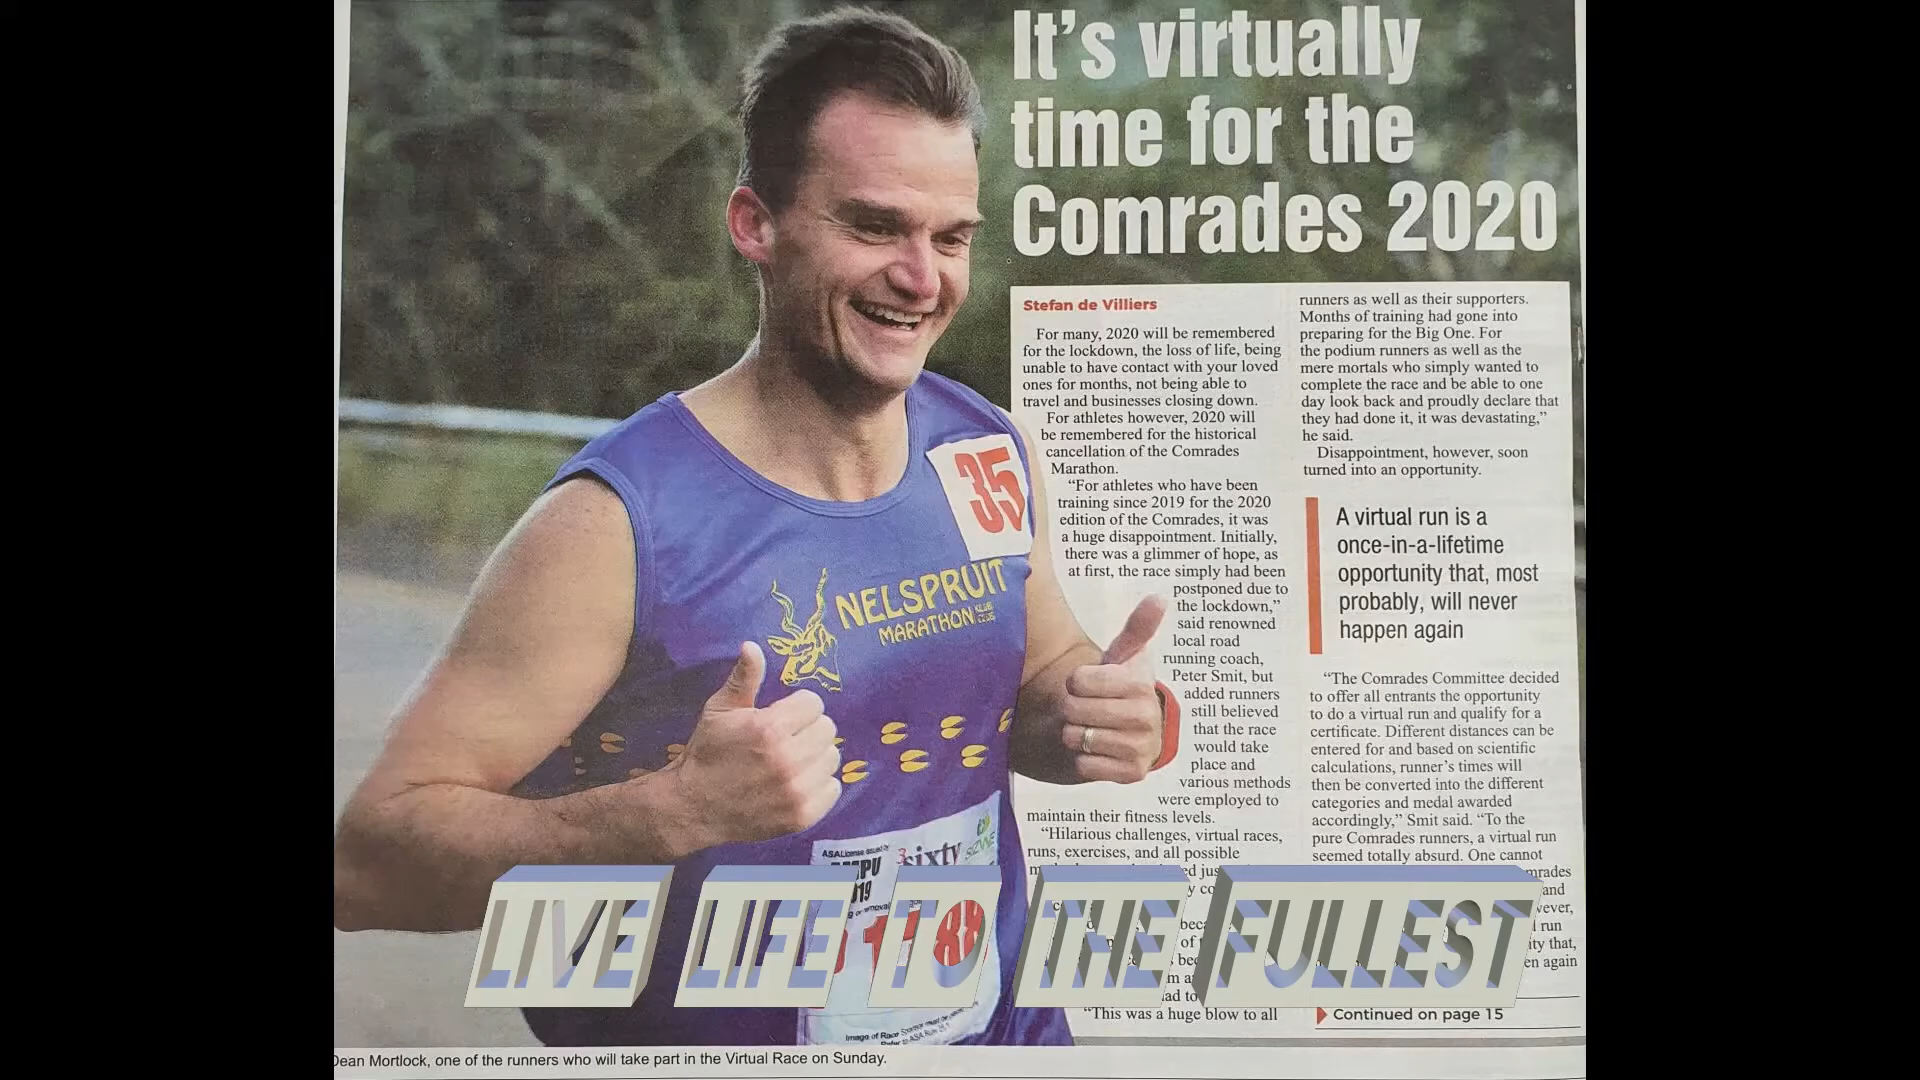 It's virtually
time for the
Comrades 2020
Stefan de Villiers
For many, 2020 will be remembered
for the lockdown, the loss of life, being
unable to have contact with your loved
ones for months, not being able to
travel and businesses closing down.
For athletes however, 2020 will
be remembered for the historical
cancellation of the Comrades
Marathon.
“For athletes who have been
training since 2019 for the 2020
edition of the Comrades, it was
a huge disappointment. Initially,
there was a glimmer of hope, as
at first, the race simply had been
postponed due to
the lockdown,”
said renowned
local road
running coach,
Peter Smit, but
added runners
still believed
that the race
would take
place and
various methods
were employed to
maintain their fitness levels.
“Hilarious challenges, virtual races,
runs, exercises, and all possible
“This was a huge blow to all
runners as well as their supporters.
Months of training had gone into
preparing for the Big One. For
the podium runners as well as the
mere mortals who simply wanted to
complete the race and be able to one
day look back and proudly declare that
they had done it, it was devastating,”
he said.
Disappointment, however, soon
turned into an opportunity.
A virtual run is a
once-in-a-lifetime
opportunity that, most
probably, will never
happen again
“The Comrades Committee decided
to offer all entrants the opportunity
to do a virtual run and qualify for a
certificate. Different distances can be
entered for and based on scientific
calculations, runner's times will
then be converted into the different
categories and medal awarded
accordingly,” Smit said. “To the
pure Comrades runners, a virtual run
seemed totally absurd. One cannot
and
run
that,
again
Continued on page 15
35
NELSPRUIT
MARATHON KLUB
CLUB
ASA License issued by
sixty
LIVE LIFE TO THE FULLEST
Image of Race
Dean Mortlock, one of the runners who will take part in the Virtual Race on Sunday.